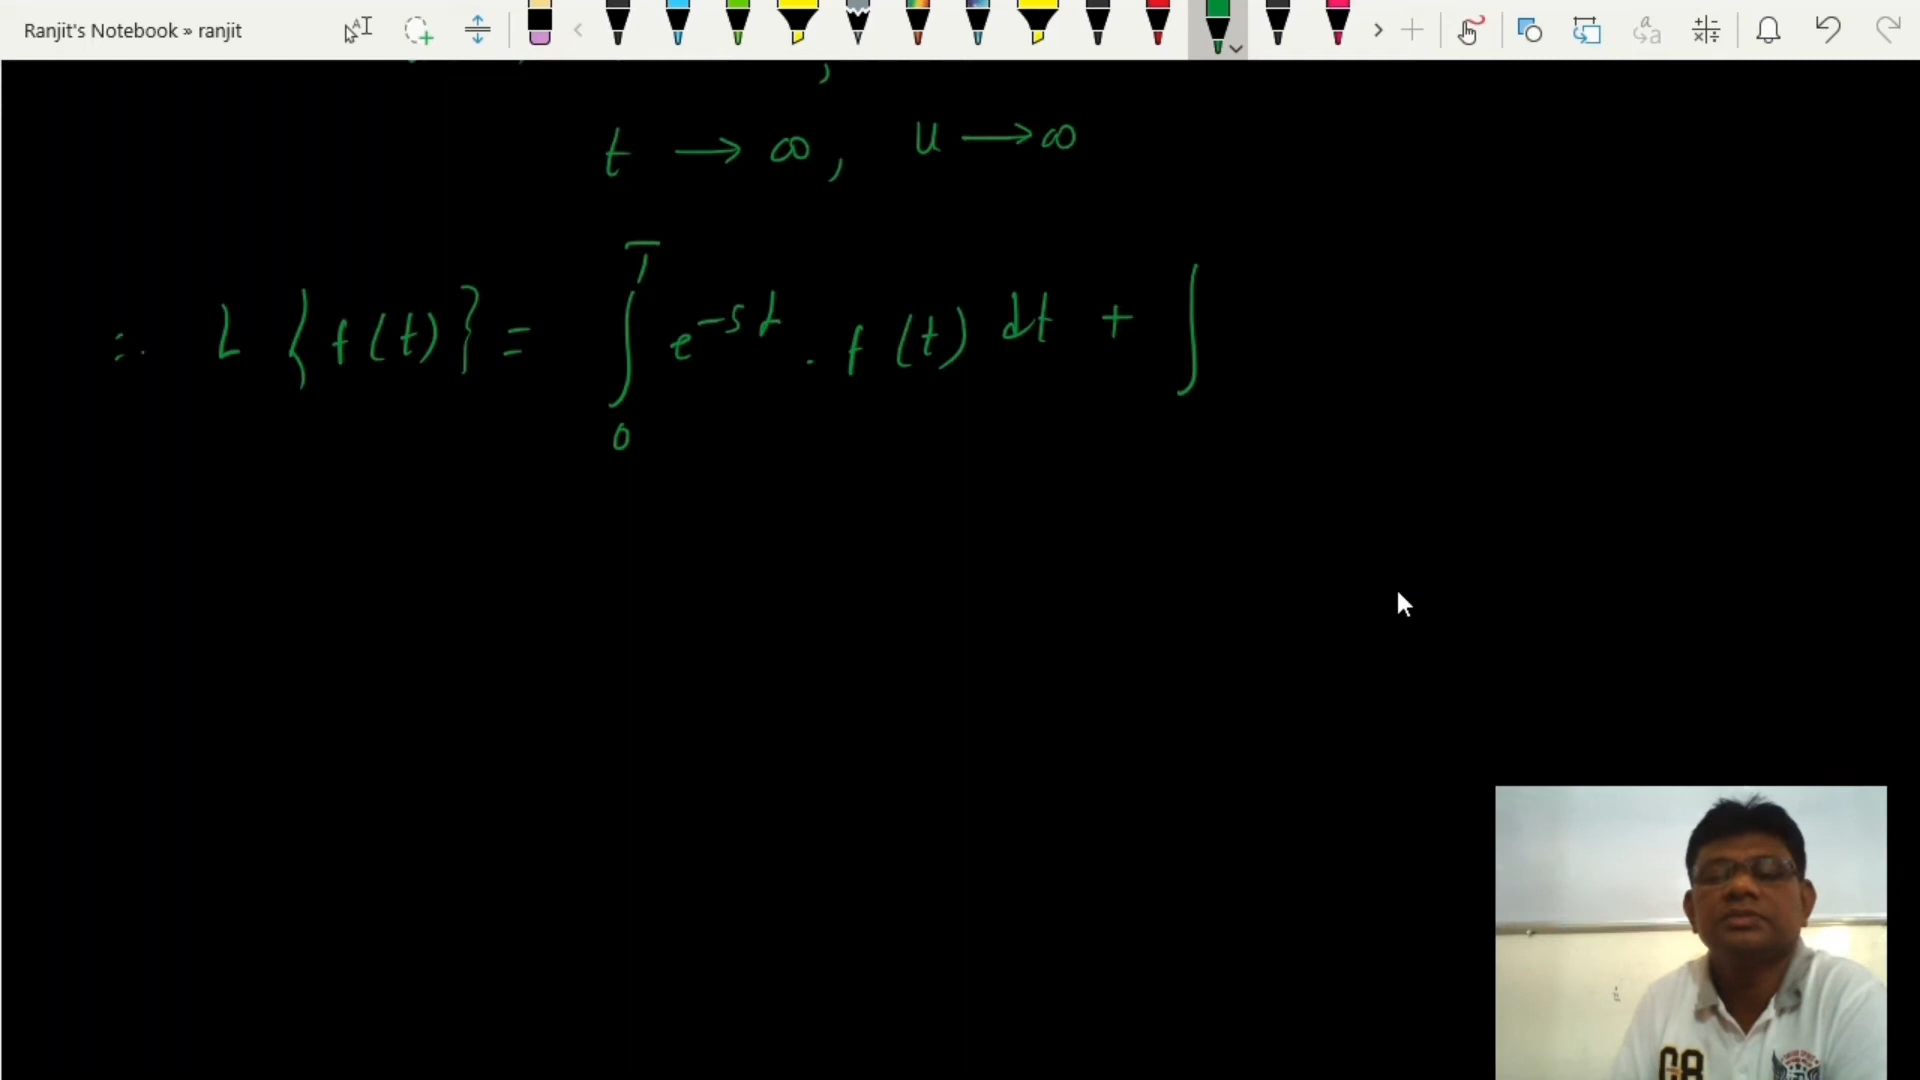 Ranjit's Notebook » ranjit
t → ∞, u → ∞
∴ L {f(t)} = ∫₀ᵀ e^{-st} . f(t) dt + ∫